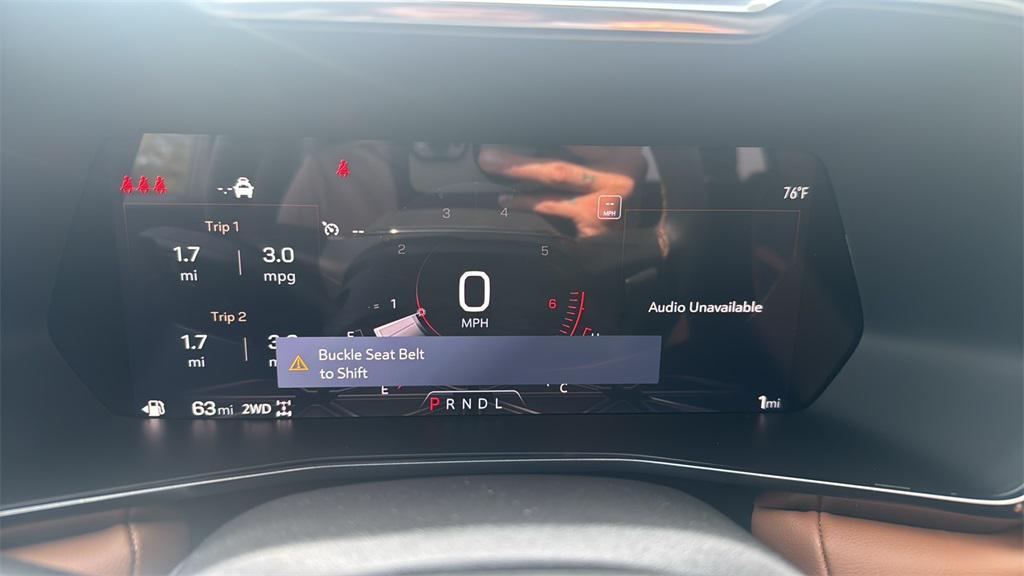 76°F
Trip 1
1.7
mi
3.0
mpg
Trip 2
1.7
mi
--
--
MPH
1
2
3
4
5
6
0
MPH
Audio Unavailable
Buckle Seat Belt
to Shift
E
C
PRNDL
63mi 2WD
1mi